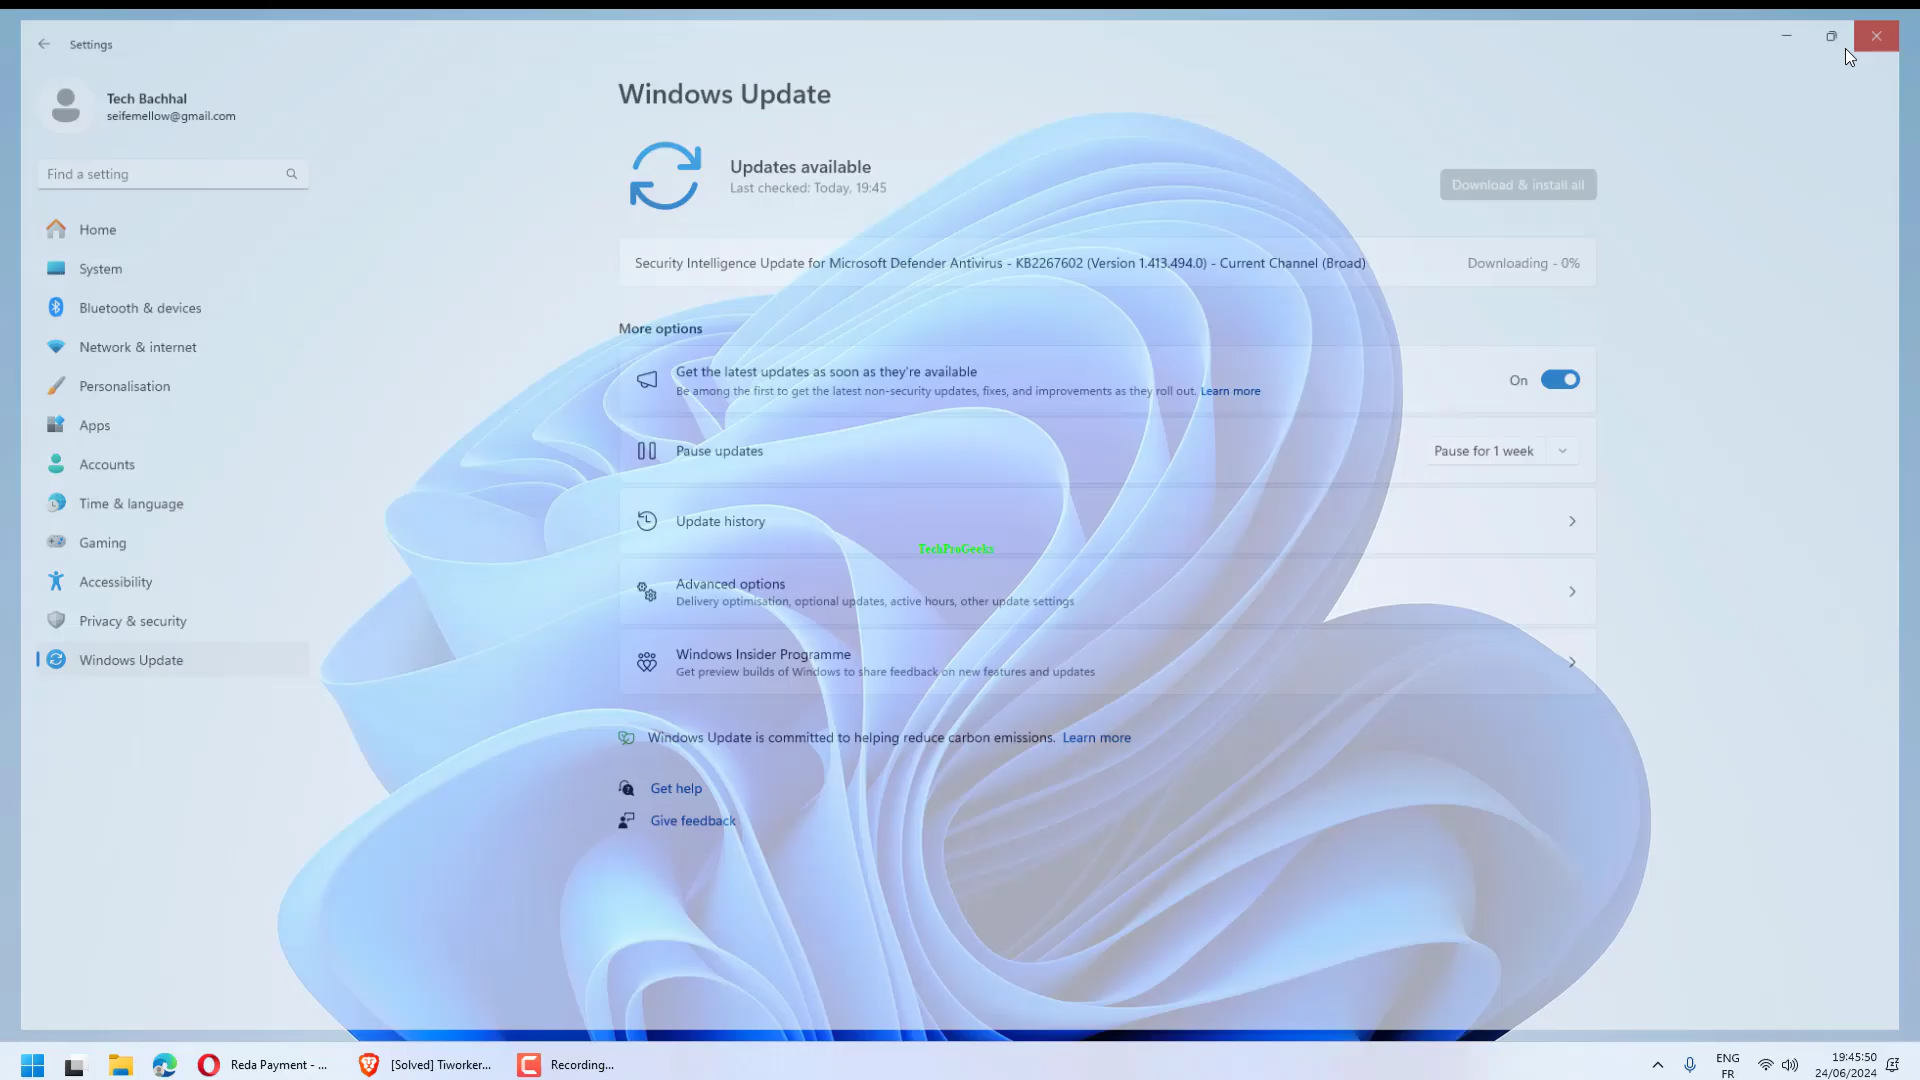 Settings
Tech Bachhal
seifemellow@gmail.com
Find a setting
Home
System
Bluetooth & devices
Network & internet
Personalisation
Apps
Accounts
Time & language
Gaming
Accessibility
Privacy & security
Windows Update
Windows Update
Updates available
Last checked: Today, 19:45
Download & install all
Security Intelligence Update for Microsoft Defender Antivirus - KB2267602 (Version 1.413.494.0) - Current Channel (Broad)
Downloading - 0%
More options
Get the latest updates as soon as they're available
Be among the first to get the latest non-security updates, fixes, and improvements as they roll out. Learn more
On
Pause updates
Pause for 1 week
Update history
TechProGeekz
Advanced options
Delivery optimisation, optional updates, active hours, other update settings
Windows Insider Programme
Get preview builds of Windows to share feedback on new features and updates
Windows Update is committed to helping reduce carbon emissions. Learn more
Get help
Give feedback
Reda Payment - ...
[Solved] Tiworker...
Recording...
ENG
FR
19:45:50
24/06/2024